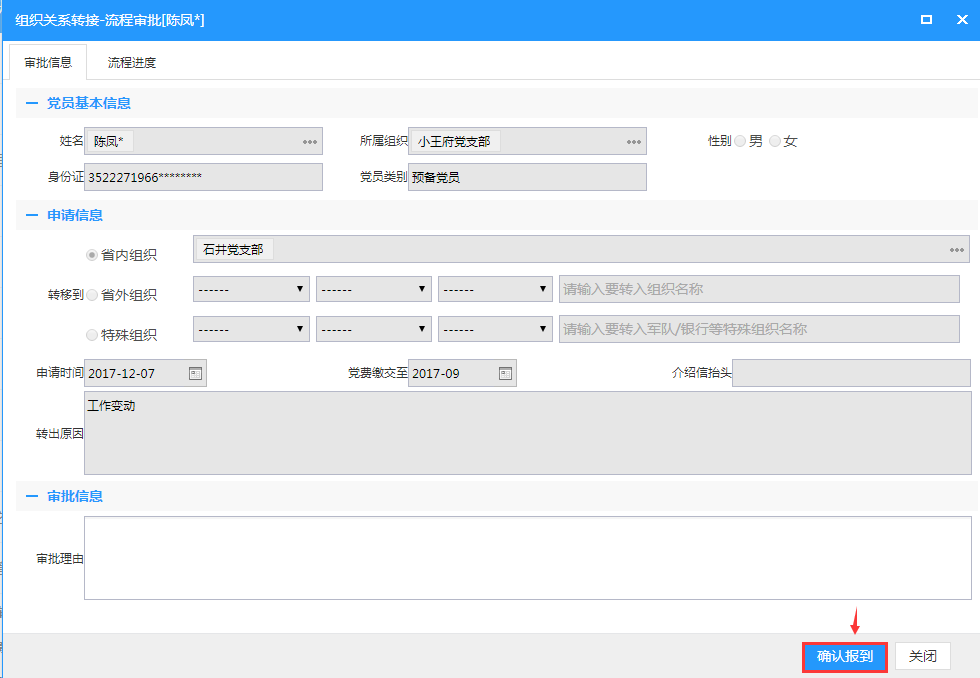 组织关系转接-流程审批[陈凤*]
审批信息 流程进度
党员基本信息
姓名 陈凤* 所属组织 小王府党支部 性别 男 女
身份证 3522271966******** 党员类别 预备党员
申请信息
省内组织 石井党支部
转移到 省外组织 ------ ------ ------ 请输入要转入组织名称
特殊组织 ------ ------ ------ 请输入要转入军队/银行等特殊组织名称
申请时间 2017-12-07 党费缴交至 2017-09 介绍信抬头
工作变动
转出原因
审批信息
审批理由
确认报到 关闭